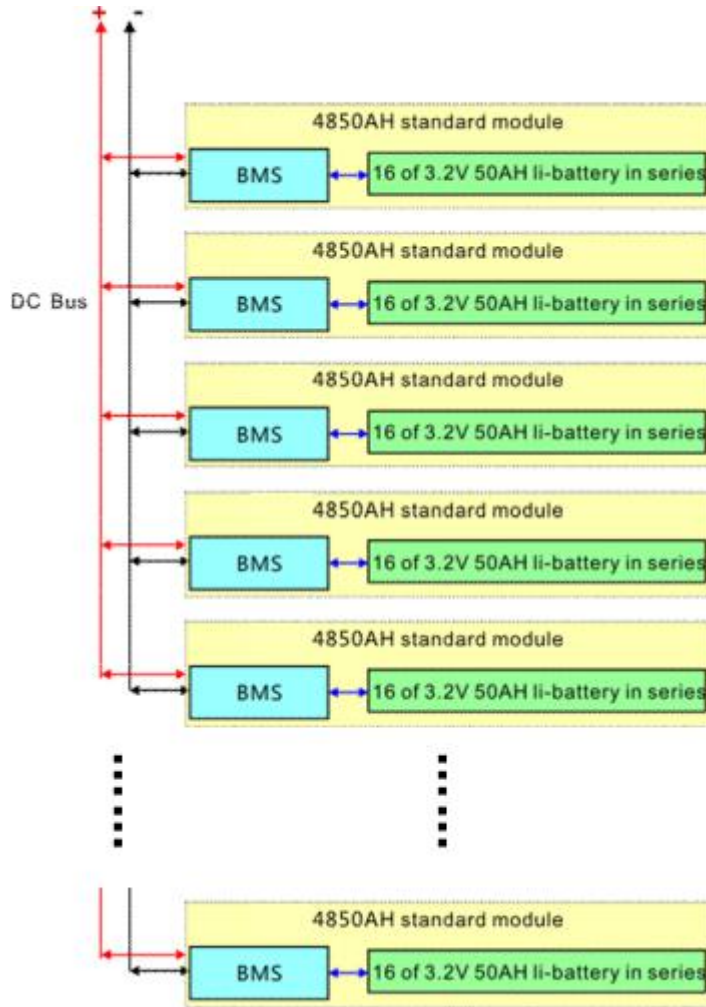 + -
4850AH standard module
BMS
16 of 3.2V 50AH li-battery in series
4850AH standard module
DC Bus
BMS
16 of 3.2V 50AH li-battery in series
4850AH standard module
BMS
16 of 3.2V 50AH li-battery in series
4850AH standard module
BMS
16 of 3.2V 50AH li-battery in series
4850AH standard module
BMS
16 of 3.2V 50AH li-battery in series
4850AH standard module
BMS
16 of 3.2V 50AH li-battery in series